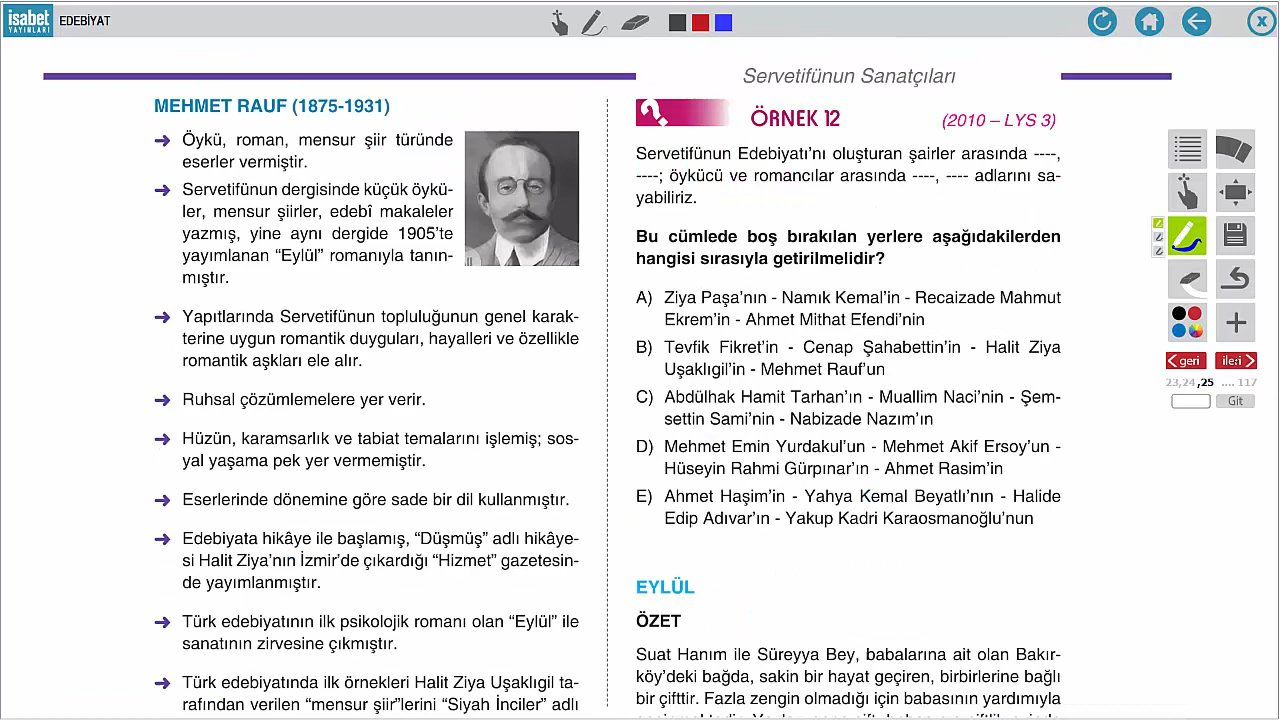 isabet
YAYINLARI
EDEBİYAT
Servetifünun Sanatçıları
MEHMET RAUF (1875-1931)
Öykü, roman, mensur şiir türünde
eserler vermiştir.
Servetifünun dergisinde küçük öykü-
ler, mensur şiirler, edebî makaleler
yazmış, yine aynı dergide 1905’te
yayımlanan “Eylül” romanıyla tanın-
mıştır.
Yapıtlarında Servetifünun topluluğunun genel karak-
terine uygun romantik duyguları, hayalleri ve özellikle
romantik aşkları ele alır.
Ruhsal çözümlemelere yer verir.
Hüzün, karamsarlık ve tabiat temalarını işlemiş; sos-
yal yaşama pek yer vermemiştir.
Eserlerinde dönemine göre sade bir dil kullanmıştır.
Edebiyata hikâye ile başlamış, “Düşmüş” adlı hikâye-
si Halit Ziya’nın İzmir’de çıkardığı “Hizmet” gazetesin-
de yayımlanmıştır.
Türk edebiyatının ilk psikolojik romanı olan “Eylül” ile
sanatının zirvesine çıkmıştır.
Türk edebiyatında ilk örnekleri Halit Ziya Uşaklıgil ta-
rafından verilen “mensur şiir”lerini “Siyah İnciler” adlı
?
ÖRNEK 12
(2010 – LYS 3)
Servetifünun Edebiyatı’nı oluşturan şairler arasında ----,
----; öykücü ve romancılar arasında ----, ---- adlarını sa-
yabiliriz.
Bu cümlede boş bırakılan yerlere aşağıdakilerden
hangisi sırasıyla getirilmelidir?
A) Ziya Paşa’nın - Namık Kemal’in - Recaizade Mahmut
Ekrem’in - Ahmet Mithat Efendi’nin
B) Tevfik Fikret’in - Cenap Şahabettin’in - Halit Ziya
Uşaklıgil’in - Mehmet Rauf’un
C) Abdülhak Hamit Tarhan’ın - Muallim Naci’nin - Şem-
settin Sami’nin - Nabizade Nazım’ın
D) Mehmet Emin Yurdakul’un - Mehmet Akif Ersoy’un -
Hüseyin Rahmi Gürpınar’ın - Ahmet Rasim’in
E) Ahmet Haşim’in - Yahya Kemal Beyatlı’nın - Halide
Edip Adıvar’ın - Yakup Kadri Karaosmanoğlu’nun
EYLÜL
ÖZET
Suat Hanım ile Süreyya Bey, babalarına ait olan Bakır-
köy’deki bağda, sakin bir hayat geçiren, birbirlerine bağlı
bir çifttir. Fazla zengin olmadığı için babasının yardımıyla
geri
ile:i
23,24,25 .... 117
Git